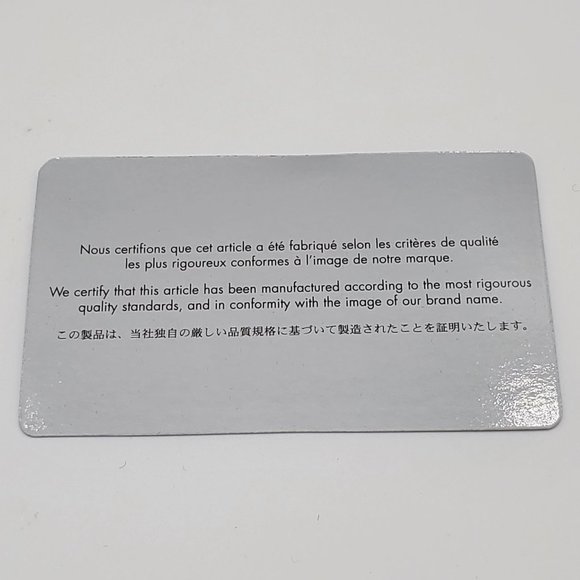 Nous certifions que cet article a été fabriqué selon les critères de qualité
les plus rigoureux conformes à l'image de notre marque.
We certify that this article has been manufactured according to the most rigourous
quality standards, and in conformity with the image of our brand name.
この製品は、当社独自の厳しい品質規格に基づいて製造されたことを証明いたします。